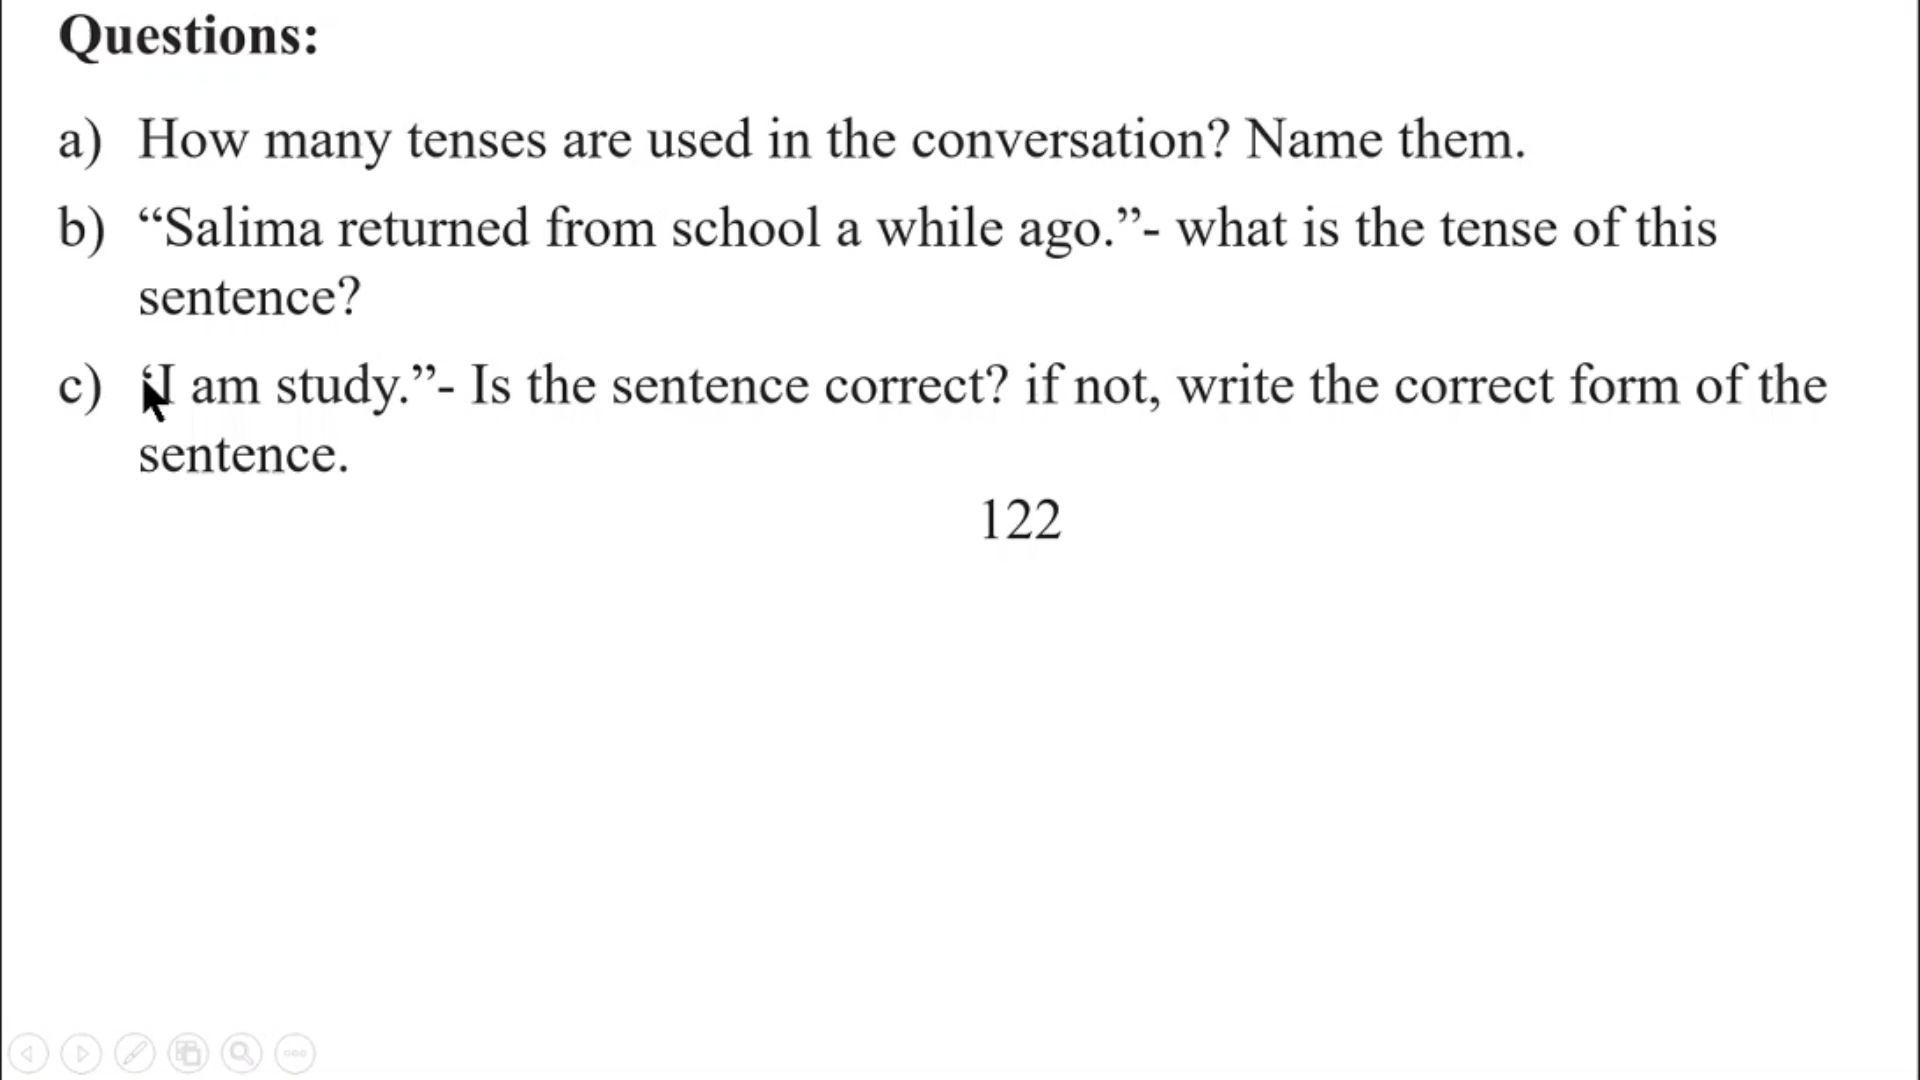 Questions:
a) How many tenses are used in the conversation? Name them.
b) “Salima returned from school a while ago.”- what is the tense of this
sentence?
c) “I am study.”- Is the sentence correct? if not, write the correct form of the
sentence.
122